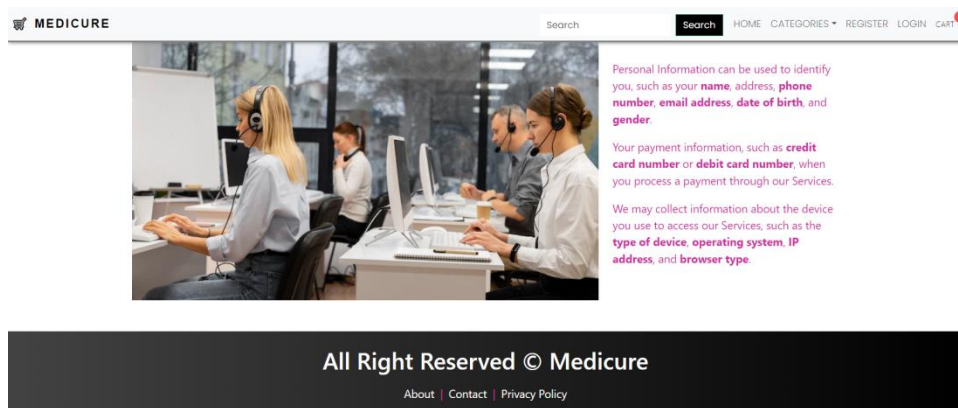 MEDICURE
Search
Search
HOME
CATEGORIES
REGISTER
LOGIN
CART
Personal Information can be used to identify
you, such as your name, address, phone
number, email address, date of birth, and
gender.
Your payment information, such as credit
card number or debit card number, when
you process a payment through our Services.
We may collect information about the device
you use to access our Services, such as the
type of device, operating system, IP
address, and browser type.
All Right Reserved © Medicure
About | Contact | Privacy Policy